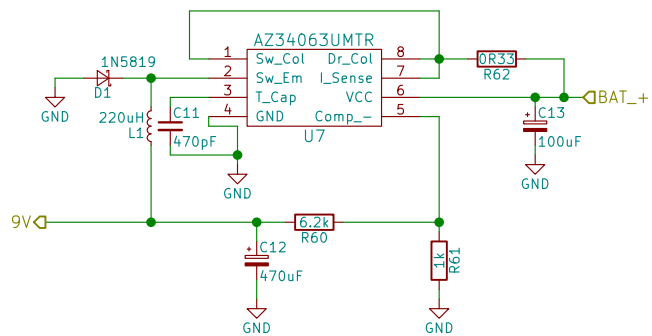 AZ34063UMTR
1 Sw_Col Dr_Col 8
2 Sw_Em I_Sense 7
3 T_Cap VCC 6
4 GND Comp_- 5
U7
1N5819
D1
GND
220uH
L1
C11
470pF
GND
0R33
R62
BAT_+
C13
100uF
GND
9V
6.2k
R60
C12
470uF
GND
1k
R61
GND